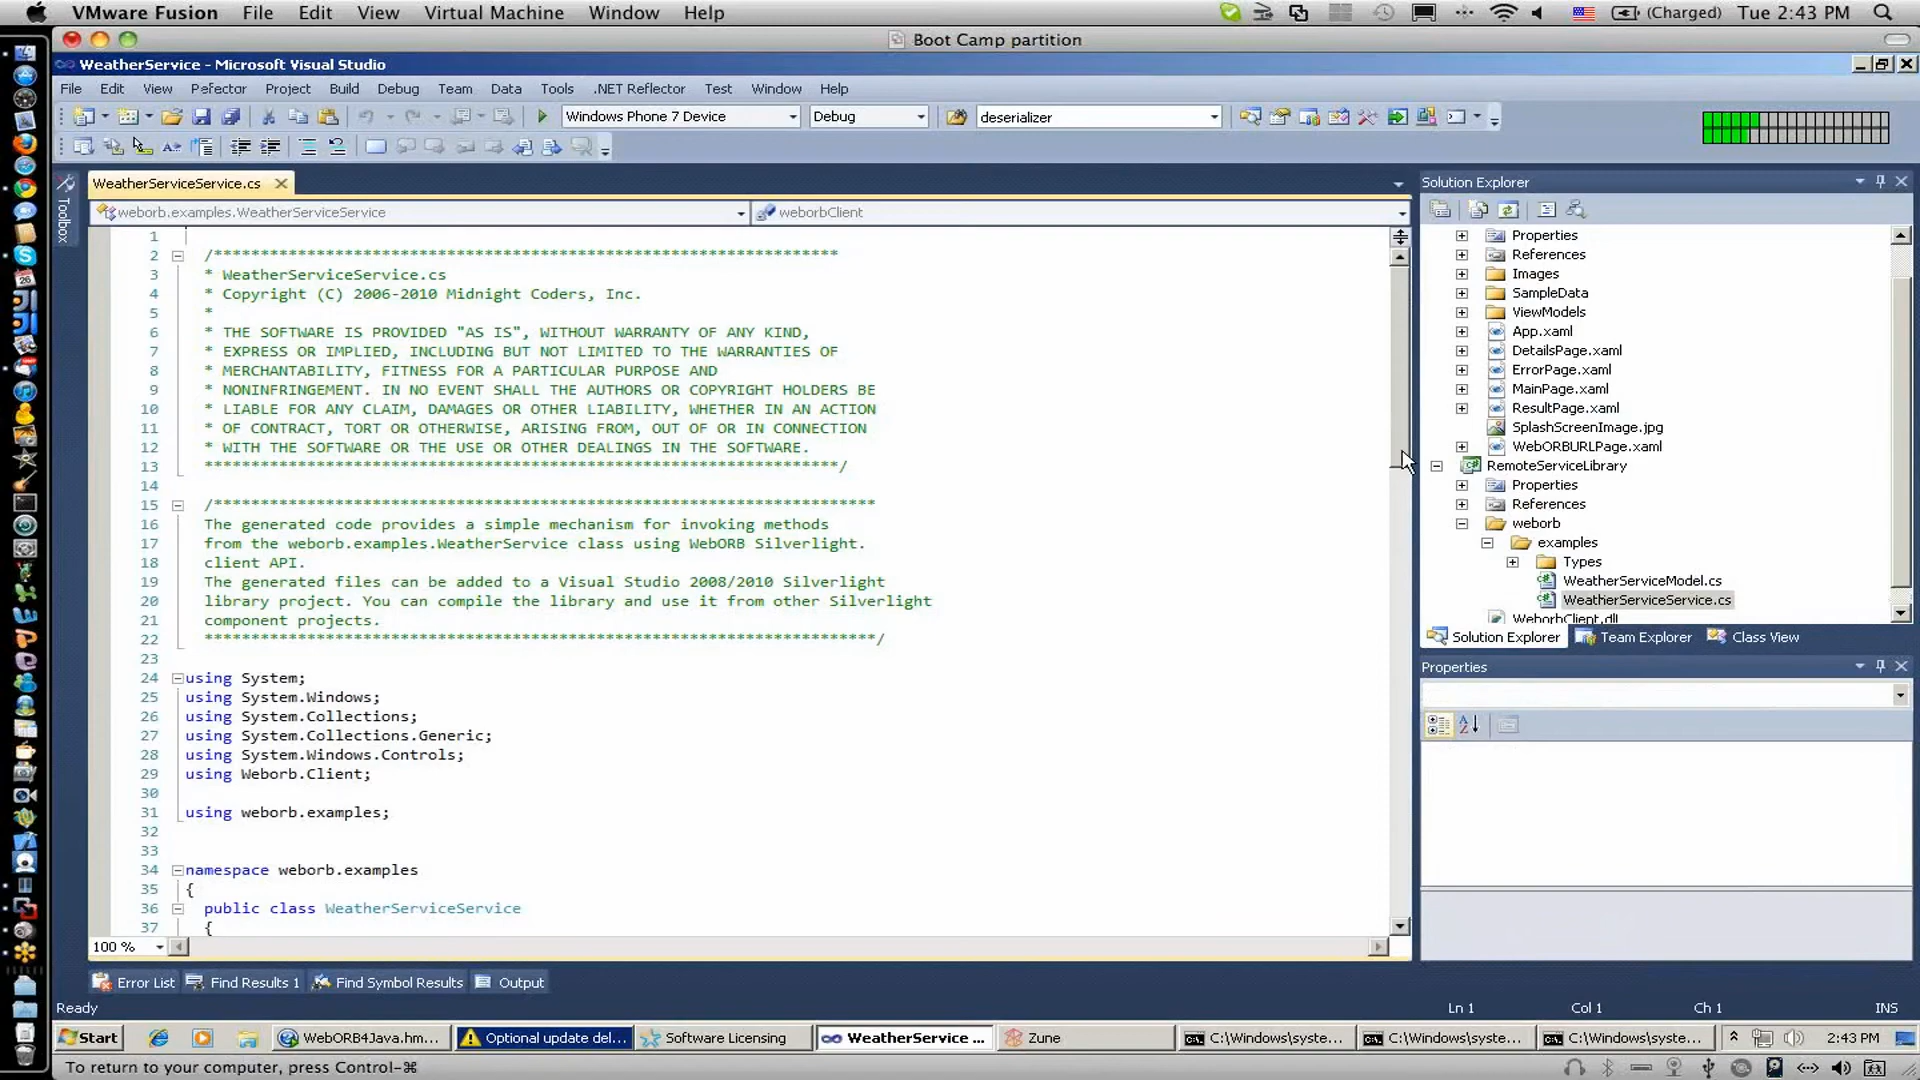 VMware Fusion File Edit View Virtual Machine Window Help (Charged) Tue 2:43 PM
Boot Camp partition
WeatherService - Microsoft Visual Studio
File Edit View Refactor Project Build Debug Team Data Tools .NET Reflector Test Window Help
Windows Phone 7 Device Debug deserializer
Toolbox
WeatherServiceService.cs
weborb.examples.WeatherServiceService weborbClient
1
2 /*******************************************************************
3 * WeatherServiceService.cs
4 * Copyright (C) 2006-2010 Midnight Coders, Inc.
5 *
6 * THE SOFTWARE IS PROVIDED "AS IS", WITHOUT WARRANTY OF ANY KIND,
7 * EXPRESS OR IMPLIED, INCLUDING BUT NOT LIMITED TO THE WARRANTIES OF
8 * MERCHANTABILITY, FITNESS FOR A PARTICULAR PURPOSE AND
9 * NONINFRINGEMENT. IN NO EVENT SHALL THE AUTHORS OR COPYRIGHT HOLDERS BE
10 * LIABLE FOR ANY CLAIM, DAMAGES OR OTHER LIABILITY, WHETHER IN AN ACTION
11 * OF CONTRACT, TORT OR OTHERWISE, ARISING FROM, OUT OF OR IN CONNECTION
12 * WITH THE SOFTWARE OR THE USE OR OTHER DEALINGS IN THE SOFTWARE.
13 ********************************************************************/
14
15 /***********************************************************************
16 The generated code provides a simple mechanism for invoking methods
17 from the weborb.examples.WeatherService class using WebORB Silverlight.
18 client API.
19 The generated files can be added to a Visual Studio 2008/2010 Silverlight
20 library project. You can compile the library and use it from other Silverlight
21 component projects.
22 ************************************************************************/
23
24 using System;
25 using System.Windows;
26 using System.Collections;
27 using System.Collections.Generic;
28 using System.Windows.Controls;
29 using Weborb.Client;
30
31 using weborb.examples;
32
33
34 namespace weborb.examples
35 {
36 public class WeatherServiceService
37 {
100 %
Solution Explorer
Properties
References
Images
SampleData
ViewModels
App.xaml
DetailsPage.xaml
ErrorPage.xaml
MainPage.xaml
ResultPage.xaml
SplashScreenImage.jpg
WebORBURLPage.xaml
RemoteServiceLibrary
Properties
References
weborb
examples
Types
WeatherServiceModel.cs
WeatherServiceService.cs
WeborbClient.dll
Solution Explorer Team Explorer Class View
Properties
Error List Find Results 1 Find Symbol Results Output
Ready Ln 1 Col 1 Ch 1 INS
Start WebORB4Java.hm... Optional update del... Software Licensing WeatherService ... Zune C:\Windows\syste... C:\Windows\syste... C:\Windows\syste... 2:43 PM
To return to your computer, press Control-⌘